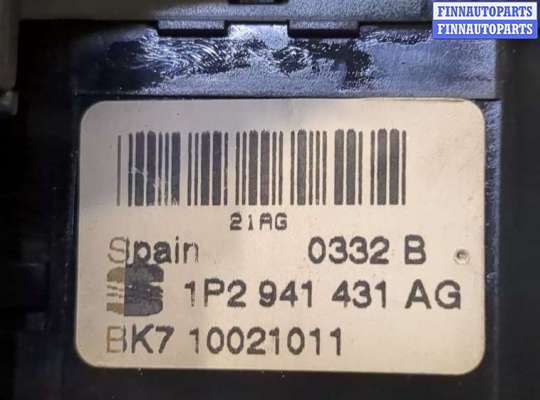 FINNAUTOPARTS
FINNAUTOPARTS
21AG
Spain 0332 B
1P2 941 431 AG
BK7 10021011